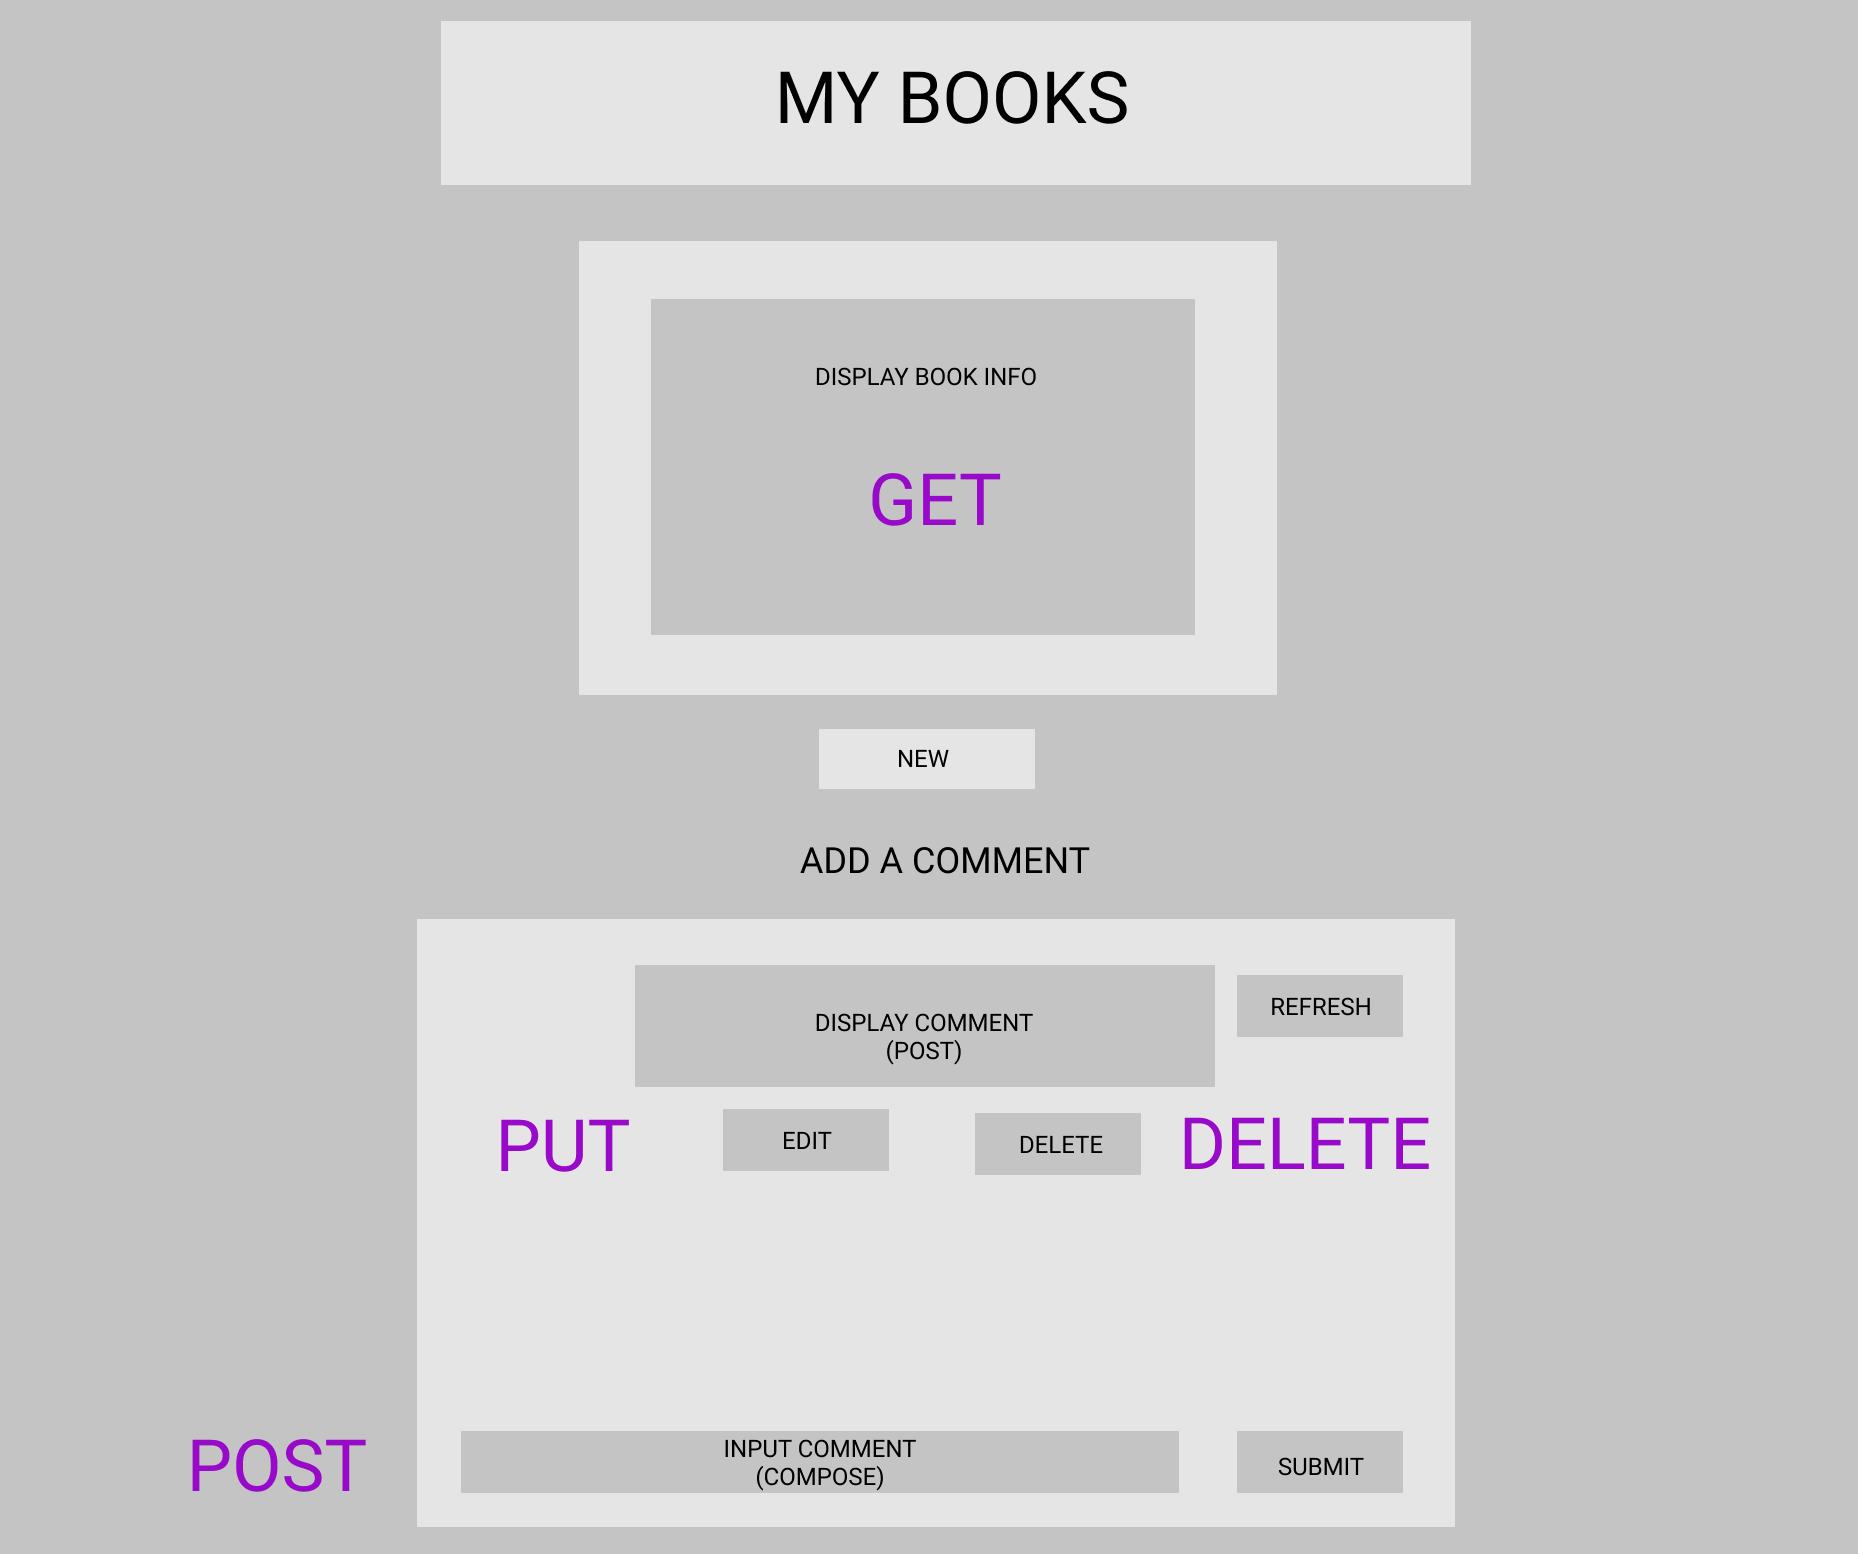 MY BOOKS
DISPLAY BOOK INFO
GET
NEW
ADD A COMMENT
DISPLAY COMMENT
(POST)
REFRESH
PUT
EDIT
DELETE
DELETE
POST
INPUT COMMENT
(COMPOSE)
SUBMIT